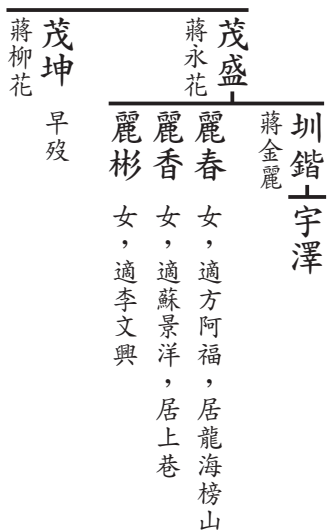 茂盛
蔣永花
圳鍇
蔣金麗
宇澤
麗春 女，適方阿福，居龍海榜山
麗香 女，適蘇景洋，居上巷
麗彬 女，適李文興
茂坤 早歿
蔣柳花